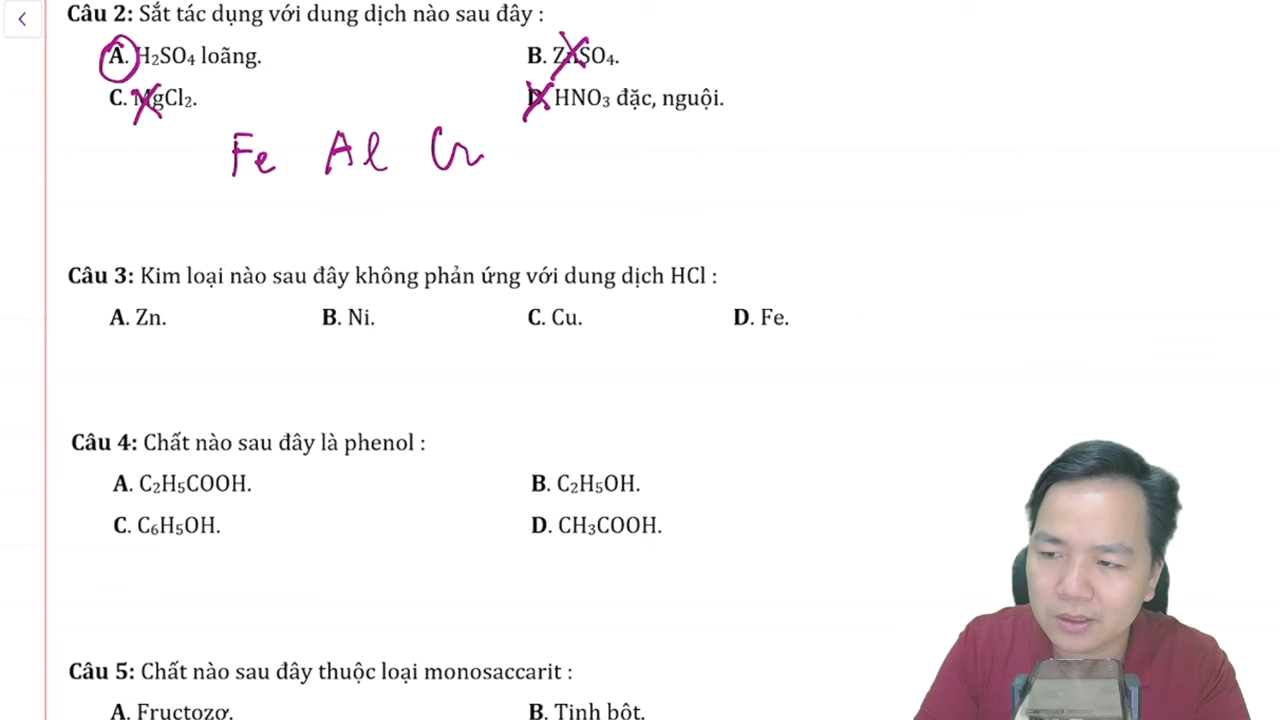 Câu 2: Sắt tác dụng với dung dịch nào sau đây :
A. H₂SO₄ loãng. B. ZnSO₄.
C. MgCl₂. D. HNO₃ đặc, nguội.
Fe Al Cr
Câu 3: Kim loại nào sau đây không phản ứng với dung dịch HCl :
A. Zn. B. Ni. C. Cu. D. Fe.
Câu 4: Chất nào sau đây là phenol :
A. C₂H₅COOH. B. C₂H₅OH.
C. C₆H₅OH. D. CH₃COOH.
Câu 5: Chất nào sau đây thuộc loại monosaccarit :
A. Fructozơ. B. Tinh bột.